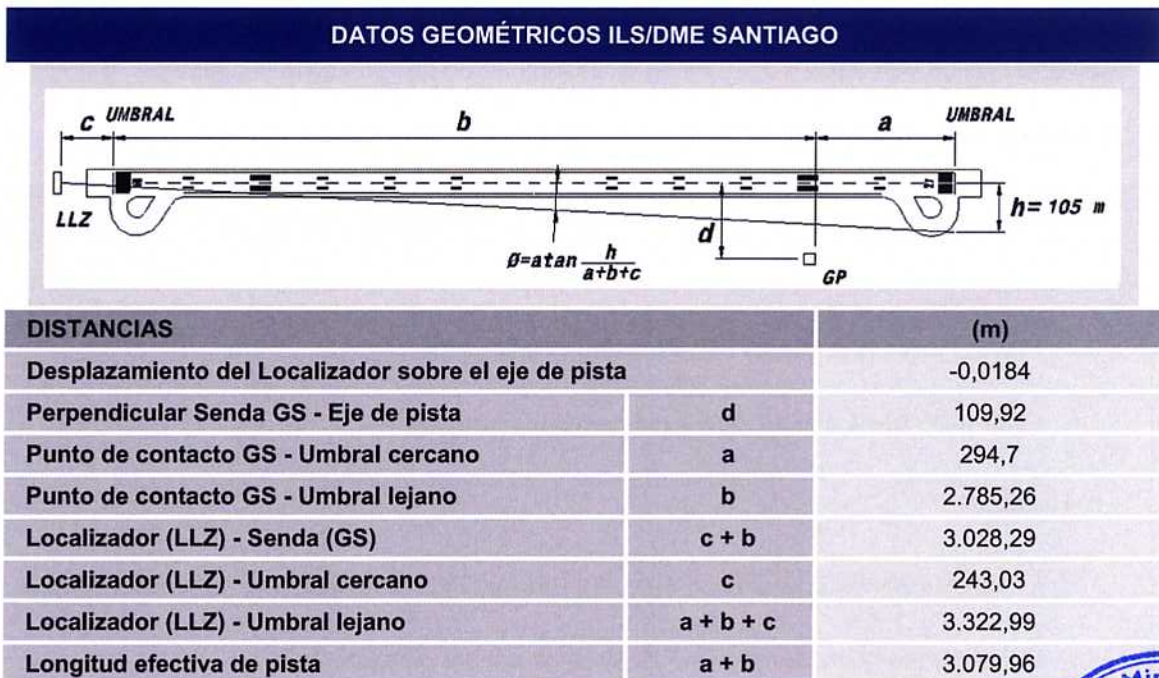 DATOS GEOMÉTRICOS ILS/DME SANTIAGO
c UMBRAL b a UMBRAL
LLZ d h= 105 m
Ø=atan h/a+b+c GP
DISTANCIAS (m)
Desplazamiento del Localizador sobre el eje de pista -0,0184
Perpendicular Senda GS - Eje de pista d 109,92
Punto de contacto GS - Umbral cercano a 294,7
Punto de contacto GS - Umbral lejano b 2.785,26
Localizador (LLZ) - Senda (GS) c + b 3.028,29
Localizador (LLZ) - Umbral cercano c 243,03
Localizador (LLZ) - Umbral lejano a + b + c 3.322,99
Longitud efectiva de pista a + b 3.079,96